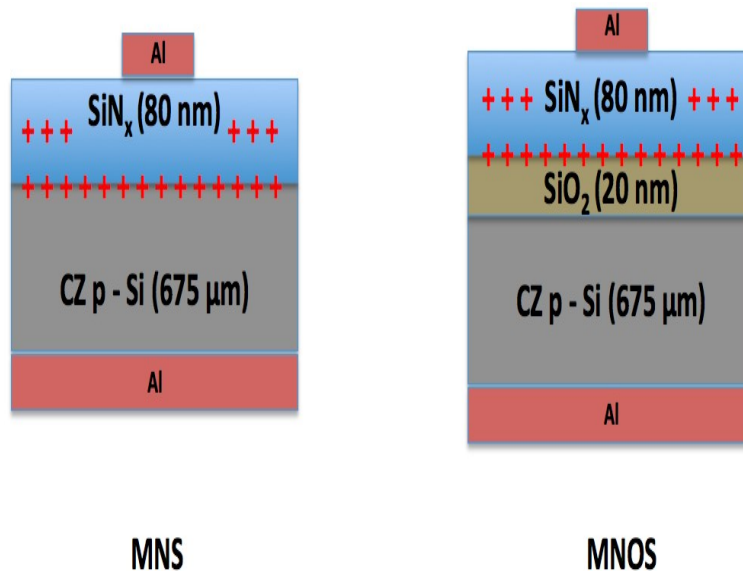 Al
+ + + SiNₓ (80 nm) + + +
+ + + + + + + + + + + + +
CZ p - Si (675 µm)
Al
MNS
Al
+ + + SiNₓ (80 nm) + + +
+ + + + + + + + + + + + +
SiO₂ (20 nm)
CZ p - Si (675 µm)
Al
MNOS